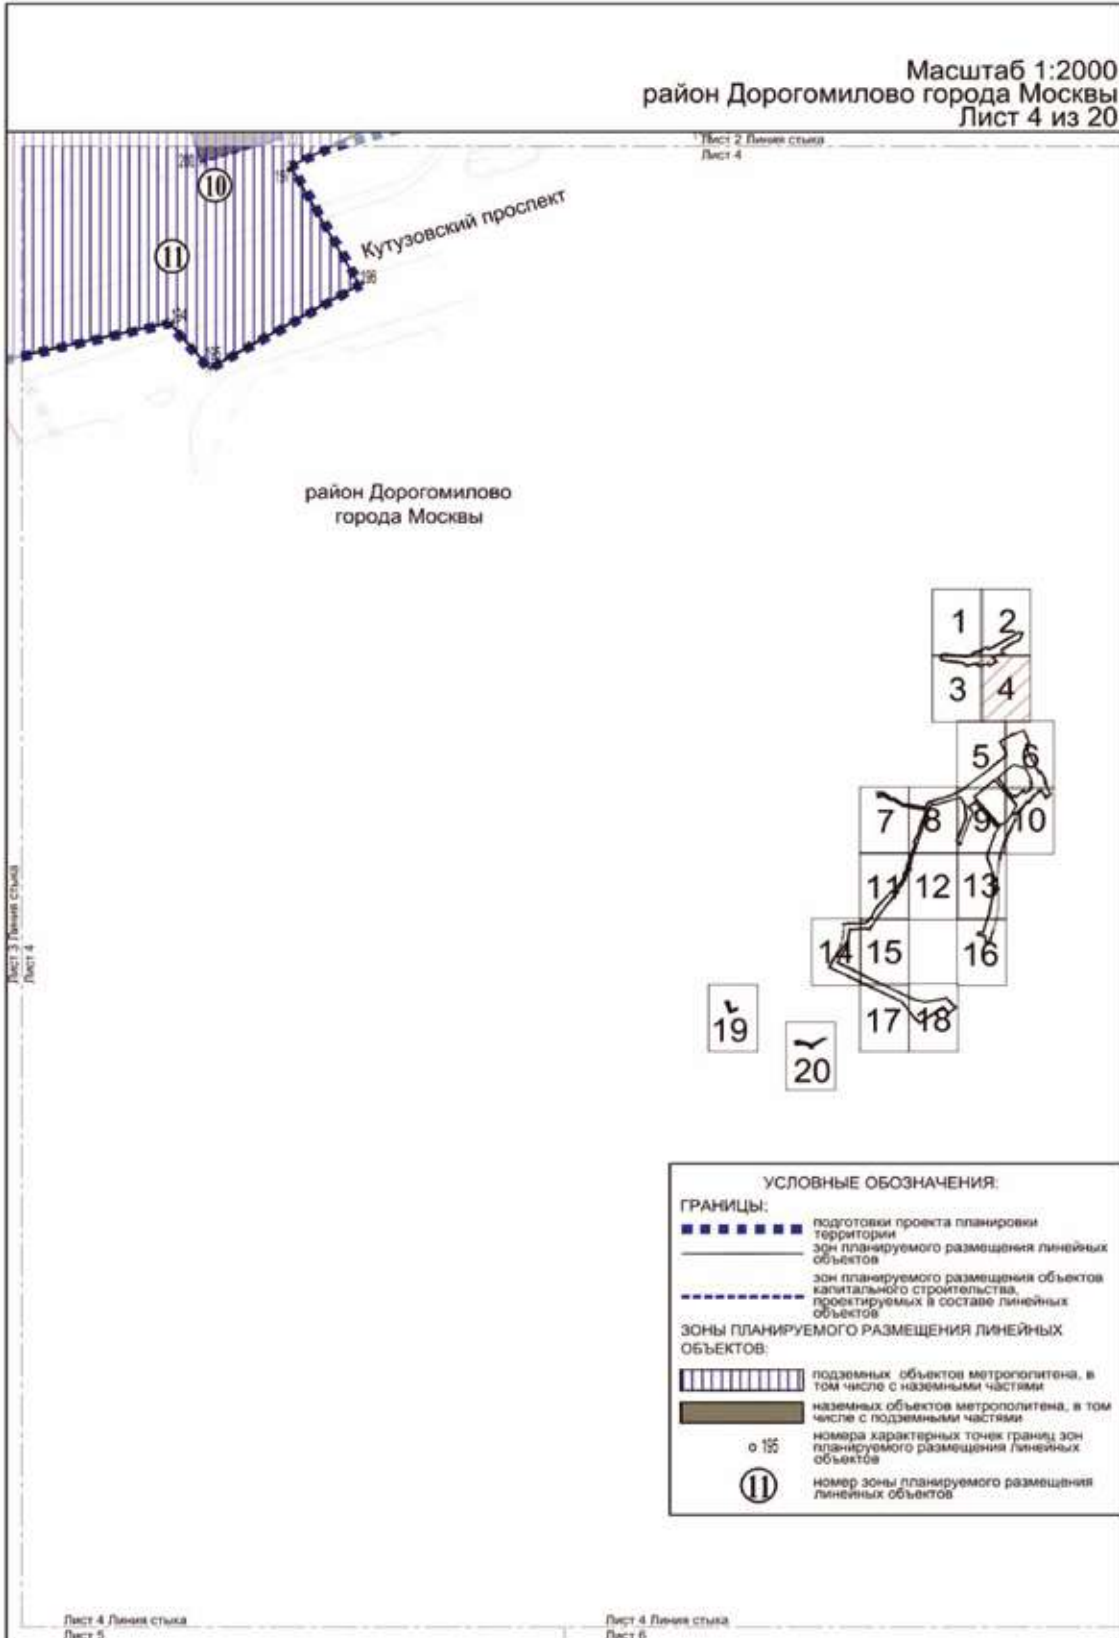 Масштаб 1:2000
район Дорогомилово города Москвы
Лист 4 из 20
Лист 2 Линия стыка
Лист 4
200
197
10
Кутузовский проспект
11
196
194
195
район Дорогомилово
города Москвы
1 2
3 4
5 6
7 8 9 10
11 12 13
14 15 16
17 18
19
20
Лист 3 Линия стыка
Лист 4
УСЛОВНЫЕ ОБОЗНАЧЕНИЯ:
ГРАНИЦЫ:
подготовки проекта планировки
территории
зон планируемого размещения линейных
объектов
зон планируемого размещения объектов
капитального строительства,
проектируемых в составе линейных
объектов
ЗОНЫ ПЛАНИРУЕМОГО РАЗМЕЩЕНИЯ ЛИНЕЙНЫХ
ОБЪЕКТОВ:
подземных объектов метрополитена, в
том числе с наземными частями
наземных объектов метрополитена, в том
числе с подземными частями
195
номера характерных точек границ зон
планируемого размещения линейных
объектов
11
номер зоны планируемого размещения
линейных объектов
Лист 4 Линия стыка
Лист 5
Лист 4 Линия стыка
Лист 6